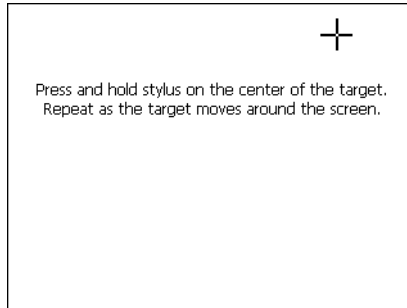 Press and hold stylus on the center of the target.
Repeat as the target moves around the screen.